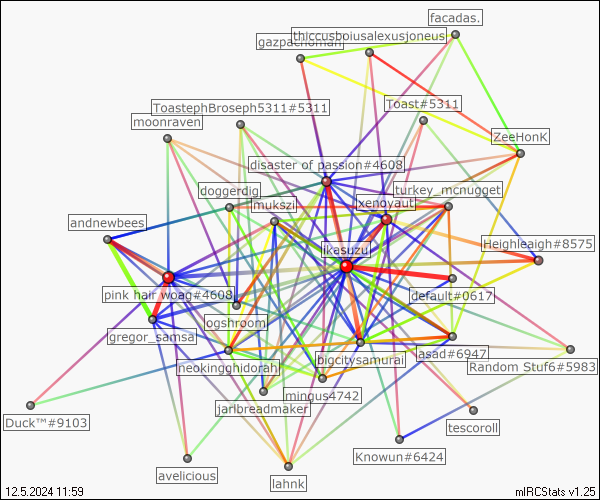 facadas.
thiccusboiusalexusjoneus
gazpachoman
Toast#5311
ToastephBroseph5311#5311
moonraven
ZeeHonK
disaster of passion#4608
doggerdig
turkey_mcnugget
mukszij
xenoyaut
andnewbees
Heighleaigh#8575
likesuzu
pink hair woag#4608
default#0617
ogshroom
gregor_samsa
bigcitysamurai
asad#6947
neokingghidorah
Random Stuf6#5983
mingus4742
jarlbreadmaker
Duck™#9103
tescoroll
Knowun#6424
avelicious
lahnk
12.5.2024 11:59
mIRCStats v1.25